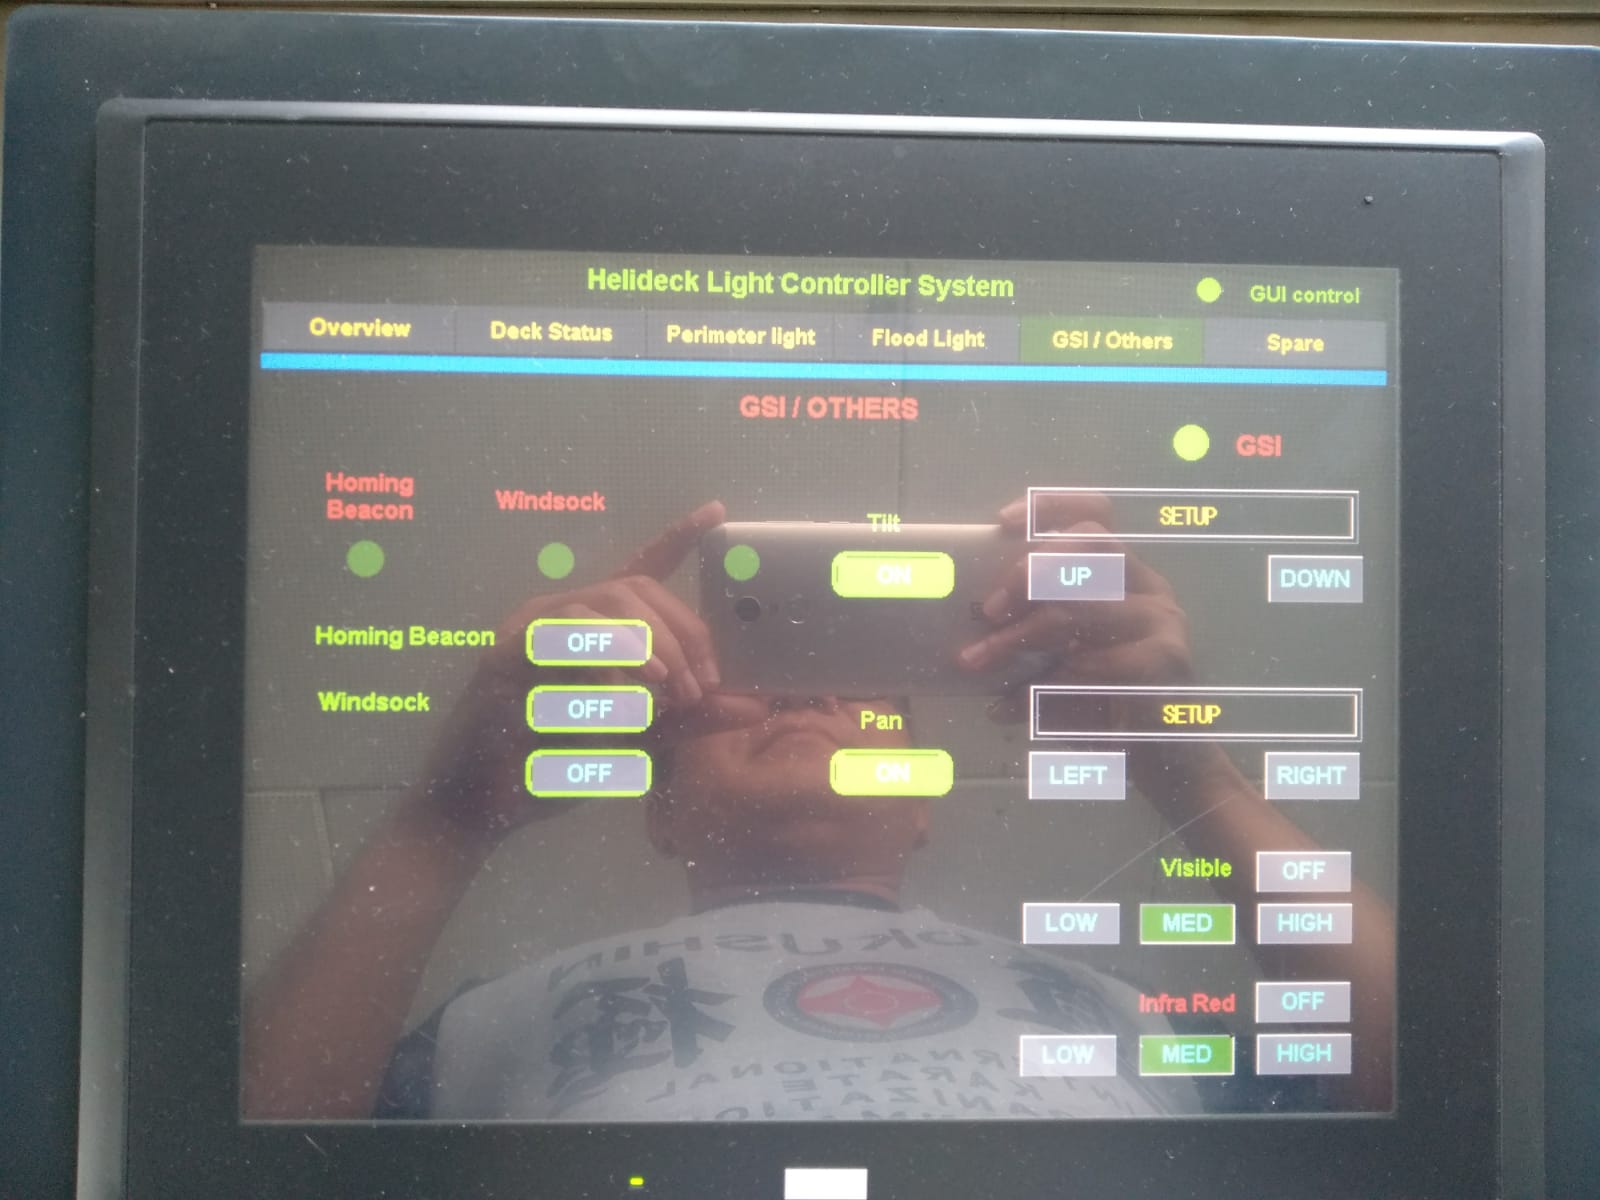 Helideck Light Controller System
GUI control
Overview
Deck Status
Perimeter light
Flood Light
GSI / Others
Spare
GSI / OTHERS
GSI
Homing
Beacon
Windsock
Tilt
ON
SETUP
UP
DOWN
Homing Beacon
OFF
Windsock
OFF
OFF
Pan
ON
SETUP
LEFT
RIGHT
Visible
OFF
LOW
MED
HIGH
Infra Red
OFF
LOW
MED
HIGH